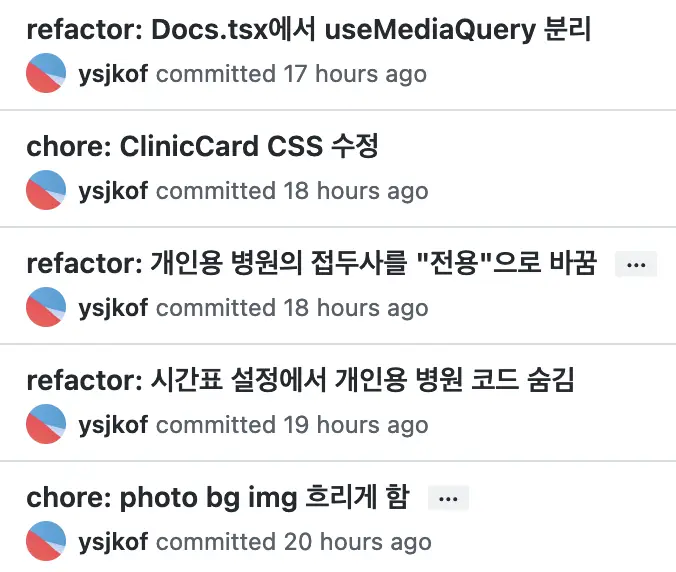 refactor: Docs.tsx에서 useMediaQuery 분리
ysjkof committed 17 hours ago
chore: ClinicCard CSS 수정
ysjkof committed 18 hours ago
refactor: 개인용 병원의 접두사를 "전용"으로 바꿈 ...
ysjkof committed 18 hours ago
refactor: 시간표 설정에서 개인용 병원 코드 숨김
ysjkof committed 19 hours ago
chore: photo bg img 흐리게 함 ...
ysjkof committed 20 hours ago